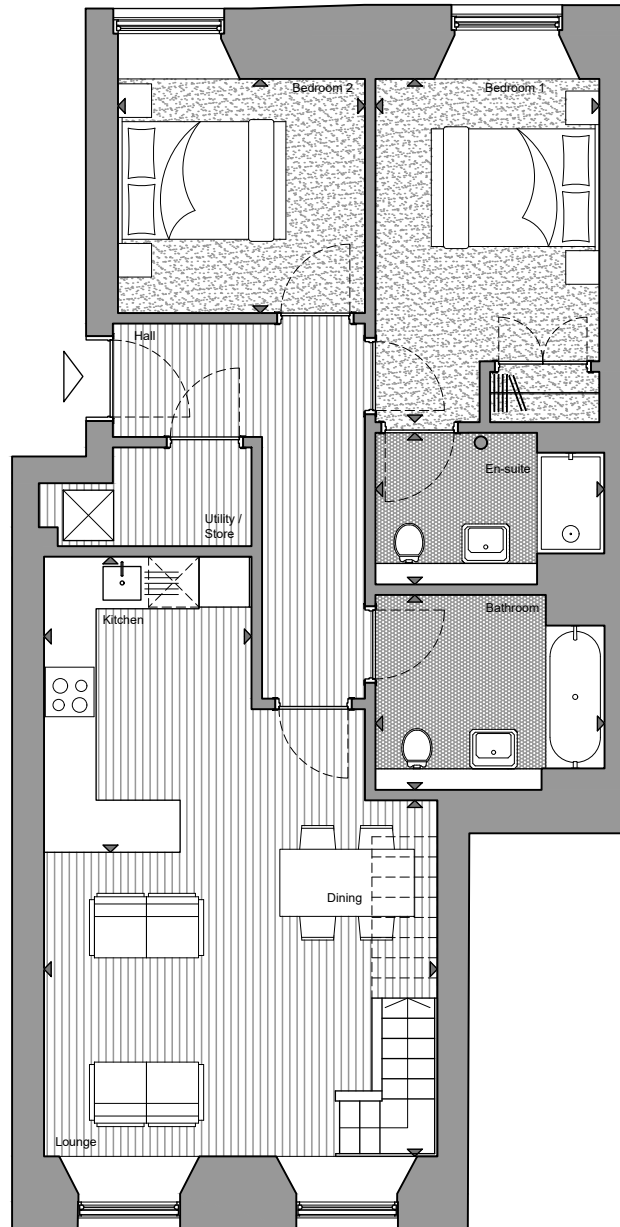 Bedroom 2
Bedroom 1
Hall
En-suite
Utility /
Store
Bathroom
Kitchen
Dining
Lounge